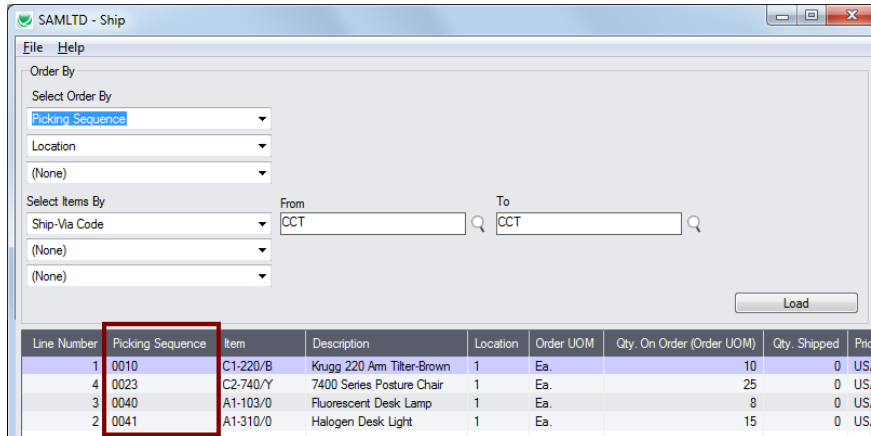 SAMLTD - Ship
File Help
Order By
Select Order By
Picking Sequence
Location
(None)
Select Items By From To
Ship-Via Code CCT CCT
(None)
(None)
Load
Line Number Picking Sequence Item Description Location Order UOM Qty. On Order (Order UOM) Qty. Shipped Pric
1 0010 C1-220/B Krugg 220 Arm Tilter-Brown 1 Ea. 10 0 US
4 0023 C2-740/Y 7400 Series Posture Chair 1 Ea. 25 0 US
3 0040 A1-103/0 Fluorescent Desk Lamp 1 Ea. 8 0 US
2 0041 A1-310/0 Halogen Desk Light 1 Ea. 15 0 US